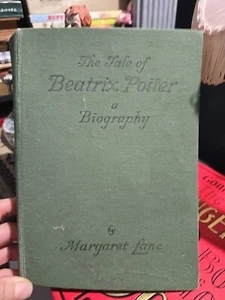 The Tale of
Beatrix Potter
a
Biography
by
Margaret Lane